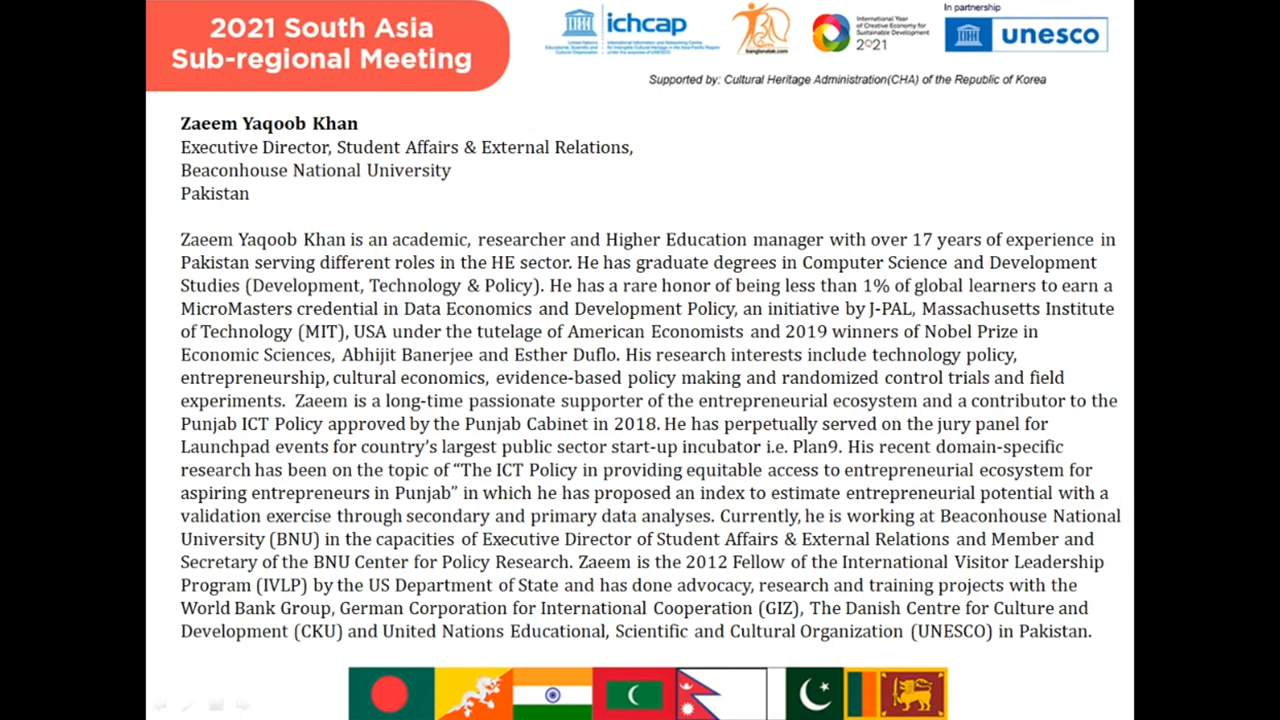 2021 South Asia
Sub-regional Meeting
ichcap
International Year
of Creative Economy for
Sustainable Development
2021
banglanatak.com
In partnership
unesco
Supported by: Cultural Heritage Administration(CHA) of the Republic of Korea
Zaeem Yaqoob Khan
Executive Director, Student Affairs & External Relations,
Beaconhouse National University
Pakistan
Zaeem Yaqoob Khan is an academic, researcher and Higher Education manager with over 17 years of experience in
Pakistan serving different roles in the HE sector. He has graduate degrees in Computer Science and Development
Studies (Development, Technology & Policy). He has a rare honor of being less than 1% of global learners to earn a
MicroMasters credential in Data Economics and Development Policy, an initiative by J-PAL, Massachusetts Institute
of Technology (MIT), USA under the tutelage of American Economists and 2019 winners of Nobel Prize in
Economic Sciences, Abhijit Banerjee and Esther Duflo. His research interests include technology policy,
entrepreneurship, cultural economics, evidence-based policy making and randomized control trials and field
experiments.  Zaeem is a long-time passionate supporter of the entrepreneurial ecosystem and a contributor to the
Punjab ICT Policy approved by the Punjab Cabinet in 2018. He has perpetually served on the jury panel for
Launchpad events for country’s largest public sector start-up incubator i.e. Plan9. His recent domain-specific
research has been on the topic of “The ICT Policy in providing equitable access to entrepreneurial ecosystem for
aspiring entrepreneurs in Punjab” in which he has proposed an index to estimate entrepreneurial potential with a
validation exercise through secondary and primary data analyses. Currently, he is working at Beaconhouse National
University (BNU) in the capacities of Executive Director of Student Affairs & External Relations and Member and
Secretary of the BNU Center for Policy Research. Zaeem is the 2012 Fellow of the International Visitor Leadership
Program (IVLP) by the US Department of State and has done advocacy, research and training projects with the
World Bank Group, German Corporation for International Cooperation (GIZ), The Danish Centre for Culture and
Development (CKU) and United Nations Educational, Scientific and Cultural Organization (UNESCO) in Pakistan.